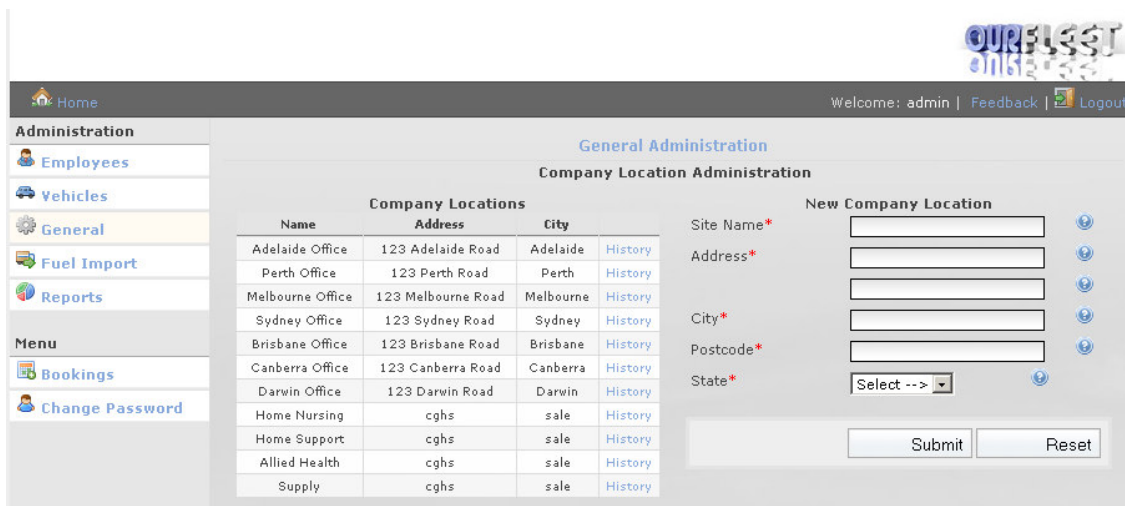 OURFLEET
Home
Welcome: admin | Feedback | Logout
Administration
Employees
Vehicles
General
Fuel Import
Reports
Menu
Bookings
Change Password
General Administration
Company Location Administration
Company Locations
Name Address City
Adelaide Office 123 Adelaide Road Adelaide History
Perth Office 123 Perth Road Perth History
Melbourne Office 123 Melbourne Road Melbourne History
Sydney Office 123 Sydney Road Sydney History
Brisbane Office 123 Brisbane Road Brisbane History
Canberra Office 123 Canberra Road Canberra History
Darwin Office 123 Darwin Road Darwin History
Home Nursing cghs sale History
Home Support cghs sale History
Allied Health cghs sale History
Supply cghs sale History
New Company Location
Site Name*
Address*
City*
Postcode*
State* Select -->
Submit Reset